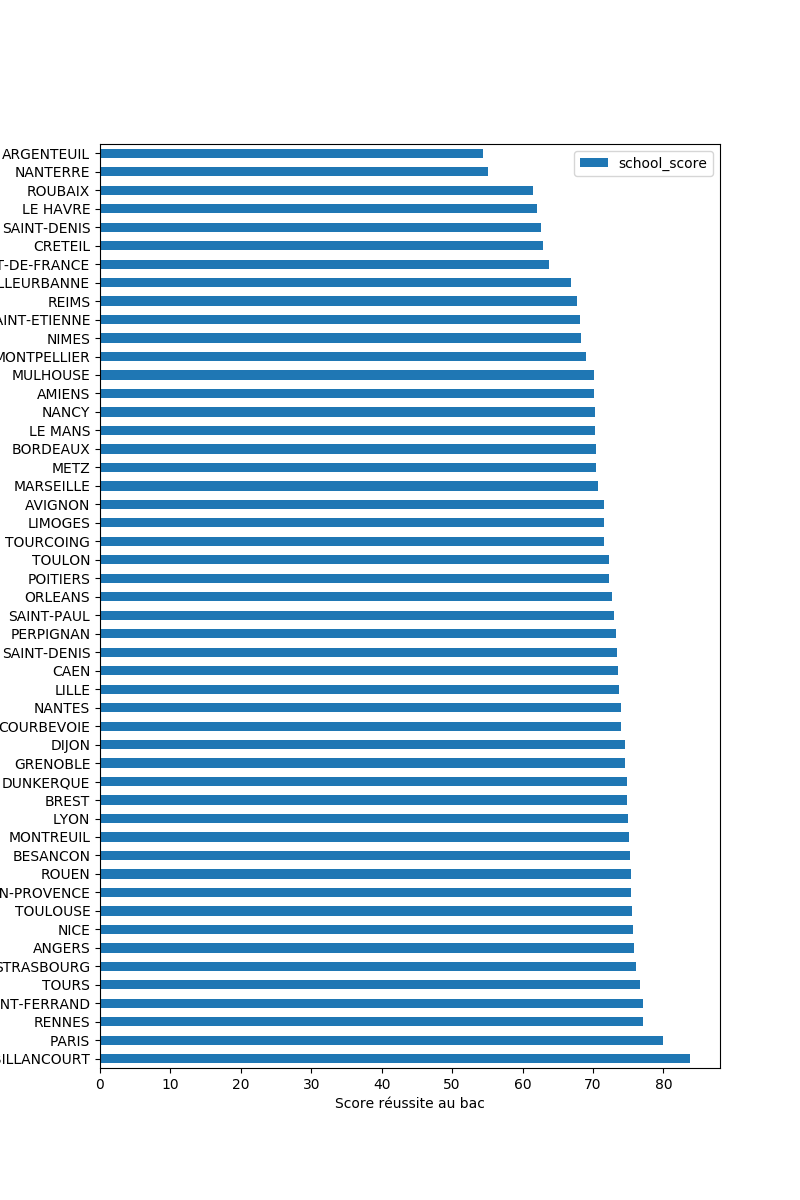 school_score
ARGENTEUIL
NANTERRE
ROUBAIX
LE HAVRE
SAINT-DENIS
CRETEIL
T-DE-FRANCE
LLEURBANNE
REIMS
AINT-ETIENNE
NIMES
MONTPELLIER
MULHOUSE
AMIENS
NANCY
LE MANS
BORDEAUX
METZ
MARSEILLE
AVIGNON
LIMOGES
TOURCOING
TOULON
POITIERS
ORLEANS
SAINT-PAUL
PERPIGNAN
SAINT-DENIS
CAEN
LILLE
NANTES
COURBEVOIE
DIJON
GRENOBLE
DUNKERQUE
BREST
LYON
MONTREUIL
BESANCON
ROUEN
N-PROVENCE
TOULOUSE
NICE
ANGERS
STRASBOURG
TOURS
NT-FERRAND
RENNES
PARIS
BILLANCOURT
0 10 20 30 40 50 60 70 80
Score réussite au bac